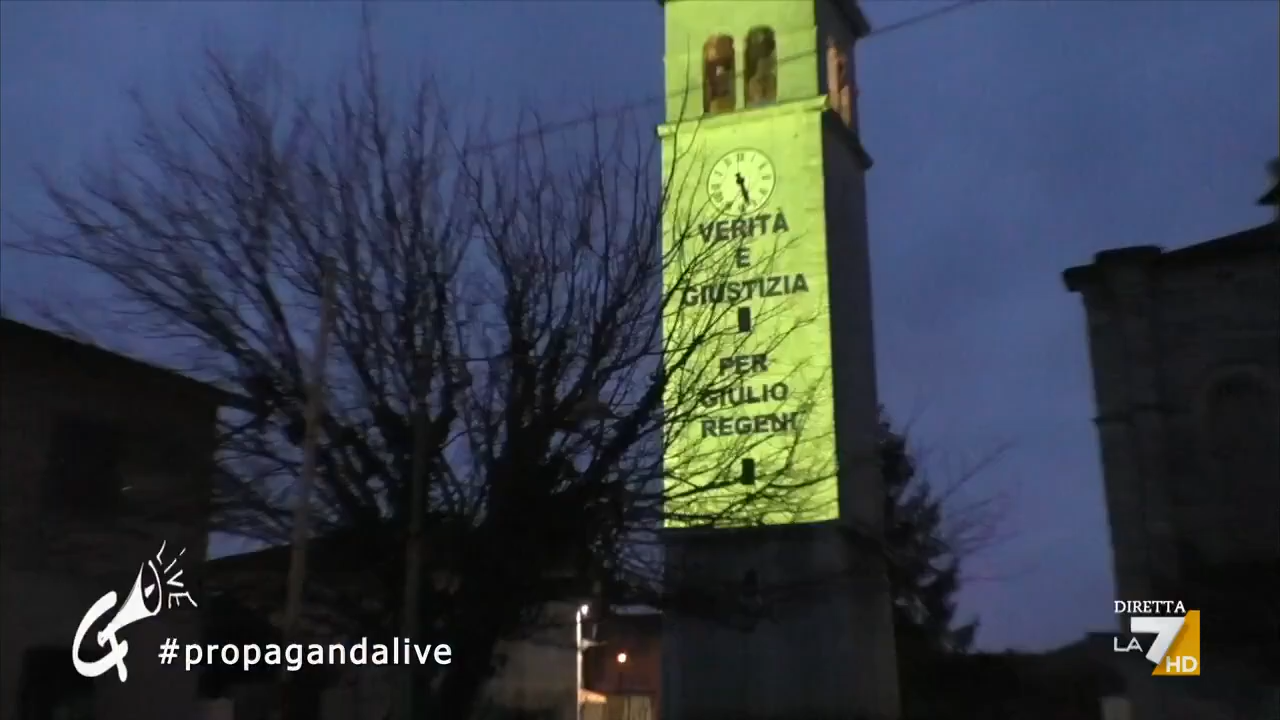 VERITÀ
E
GIUSTIZIA
PER
GIULIO
REGENI
LIVE
#propagandalive
DIRETTA
LA 7 HD